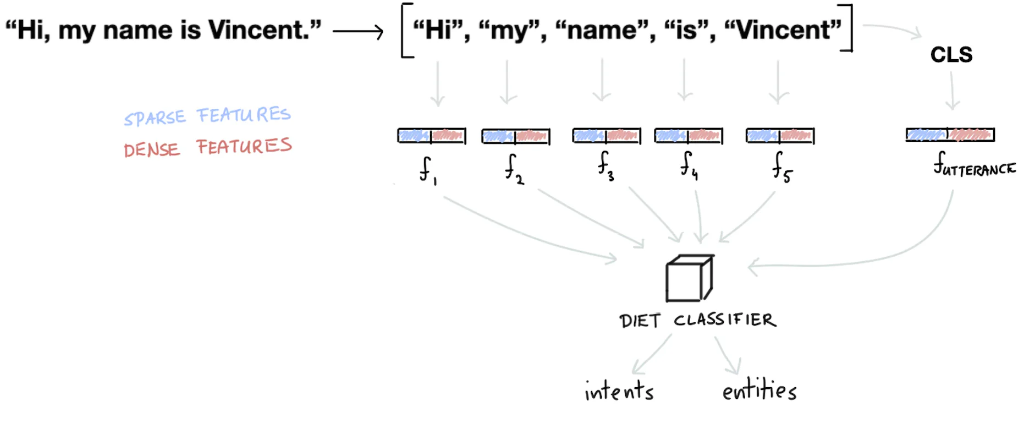 “Hi, my name is Vincent.” → [“Hi”, “my”, “name”, “is”, “Vincent”]
CLS
SPARSE FEATURES
DENSE FEATURES
f1 f2 f3 f4 f5 fUTTERANCE
DIET CLASSIFIER
intents entities